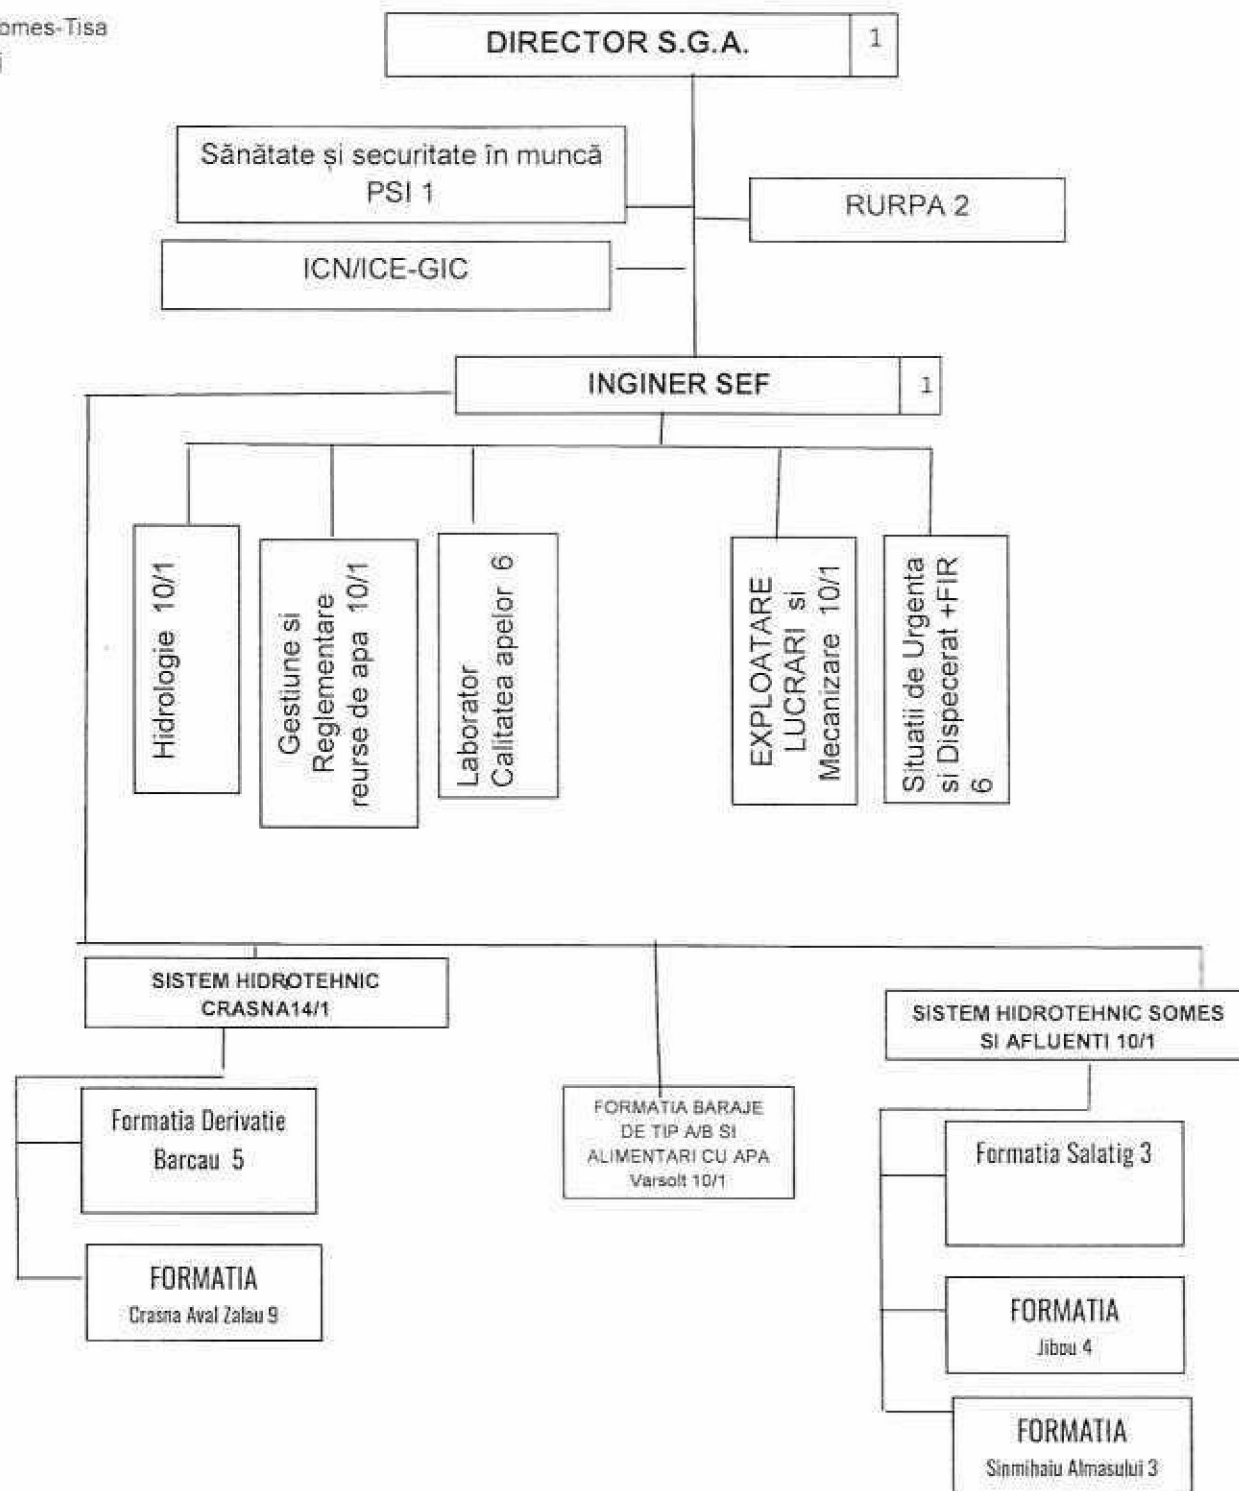 omes-Tisa
i
DIRECTOR S.G.A. 1
Sănătate și securitate în muncă
PSI 1
RURPA 2
ICN/ICE-GIC
INGINER SEF 1
Hidrologie 10/1
Gestiune si
Reglementare
reurse de apa 10/1
Laborator
Calitatea apelor 6
EXPLOATARE
LUCRARI si
Mecanizare 10/1
Situatii de Urgenta
si Dispecerat +FIR
6
SISTEM HIDROTEHNIC
CRASNA14/1
Formatia Derivatie
Barcau 5
FORMATIA
Crasna Aval Zalau 9
FORMATIA BARAJE
DE TIP A/B SI
ALIMENTARI CU APA
Varsolt 10/1
SISTEM HIDROTEHNIC SOMES
SI AFLUENTI 10/1
Formatia Salatig 3
FORMATIA
Jibou 4
FORMATIA
Sinmihaiu Almasului 3